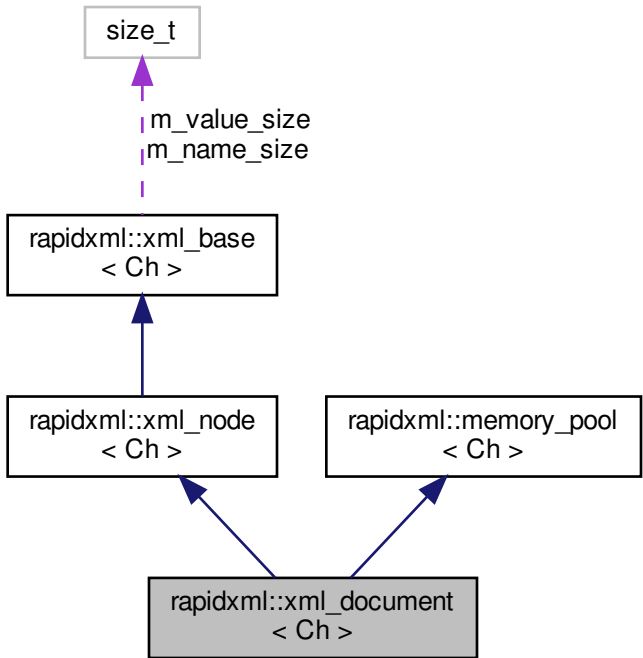 size_t
m_value_size
m_name_size
rapidxml::xml_base
< Ch >
rapidxml::xml_node
< Ch >
rapidxml::memory_pool
< Ch >
rapidxml::xml_document
< Ch >